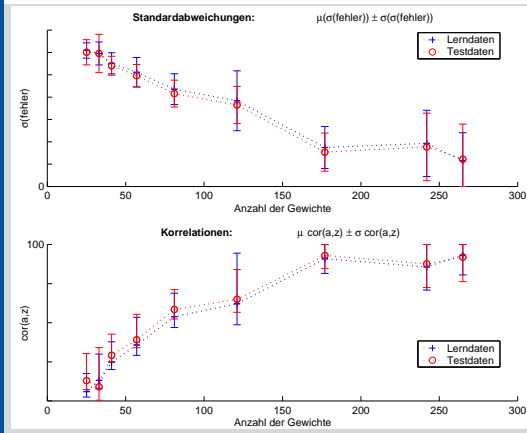 Standardabweichungen: μ(σ(fehler)) ± σ(σ(fehler))
Lerndaten
Testdaten
σ(fehler)
0
0 50 100 150 200 250 300
Anzahl der Gewichte
Korrelationen: μ cor(a,z) ± σ cor(a,z)
100
cor(a,z)
Lerndaten
Testdaten
0 50 100 150 200 250 300
Anzahl der Gewichte